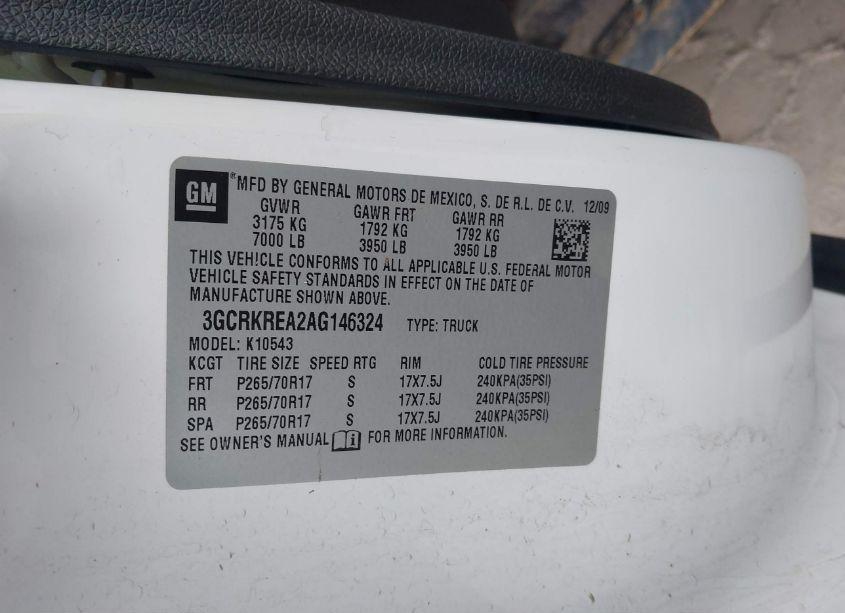 GM ® MFD BY GENERAL MOTORS DE MEXICO, S. DE R.L. DE C.V. 12/09
GVWR GAWR FRT GAWR RR
3175 KG 1792 KG 1792 KG
7000 LB 3950 LB 3950 LB
THIS VEHICLE CONFORMS TO ALL APPLICABLE U.S. FEDERAL MOTOR
VEHICLE SAFETY STANDARDS IN EFFECT ON THE DATE OF
MANUFACTURE SHOWN ABOVE.
3GCRKREA2AG146324 TYPE: TRUCK
MODEL: K10543
KCGT TIRE SIZE SPEED RTG RIM COLD TIRE PRESSURE
FRT P265/70R17 S 17X7.5J 240KPA(35PSI)
RR P265/70R17 S 17X7.5J 240KPA(35PSI)
SPA P265/70R17 S 17X7.5J 240KPA(35PSI)
SEE OWNER'S MANUAL i FOR MORE INFORMATION.